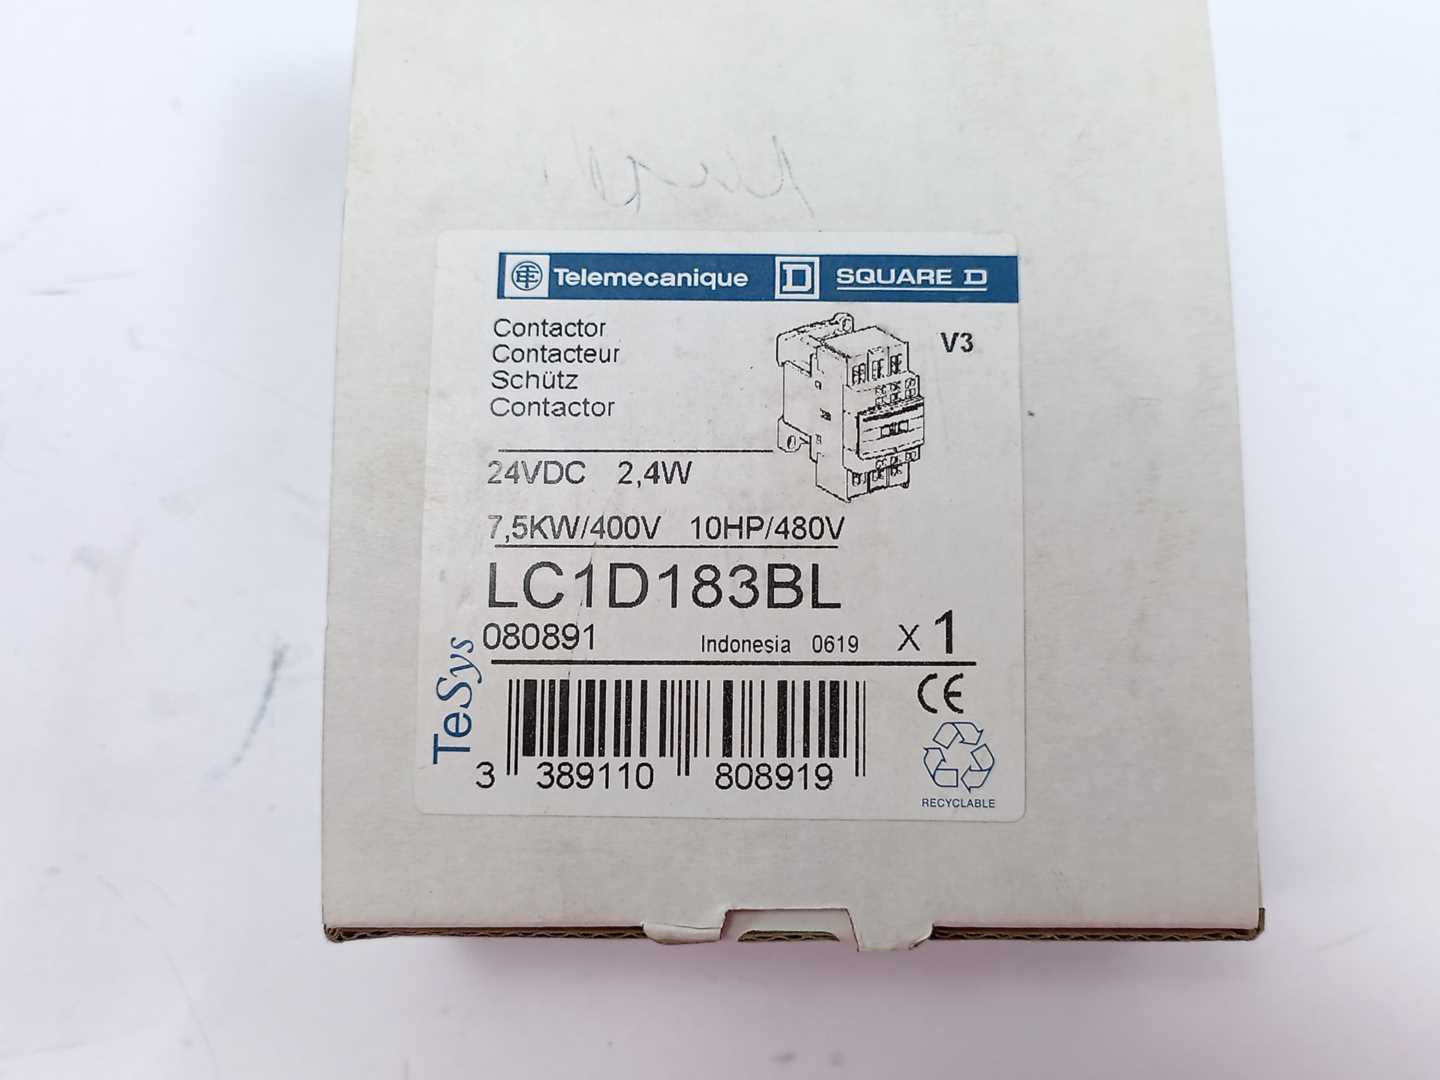 Telemecanique D SQUARE D
Contactor
Contacteur
Schütz
Contactor
V3
24VDC 2,4W
7,5KW/400V 10HP/480V
LC1D183BL
080891 Indonesia 0619 X 1
TeSys
CE
3 389110 808919
RECYCLABLE